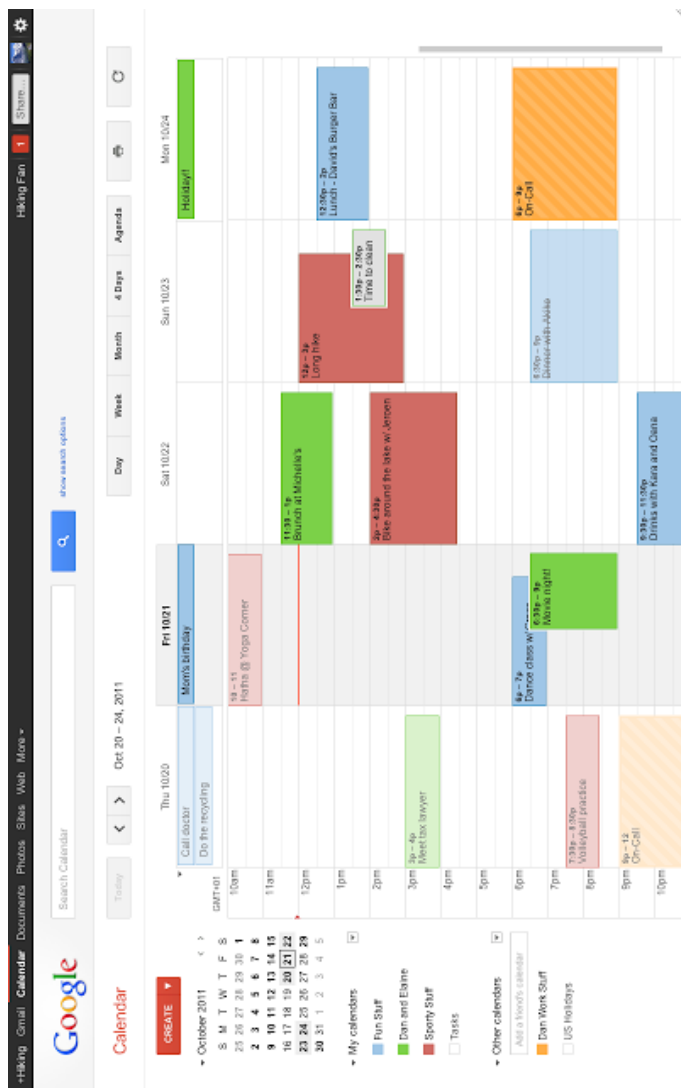 +Hiking Gmail Calendar Documents Photos Sites Web More
Hiking Fan 1 Share...
Google
Search Calendar
show search options
Calendar
Today
Oct 20 – 24, 2011
Day Week Month 4 Days Agenda
CREATE
October 2011
S M T W T F S
25 26 27 28 29 30 1
2 3 4 5 6 7 8
9 10 11 12 13 14 15
16 17 18 19 20 21 22
23 24 25 26 27 28 29
30 31 1 2 3 4 5
My calendars
Fun Stuff
Dan and Elaine
Sporty Stuff
Tasks
Other calendars
Add a friend's calendar
Dan Work Stuff
US Holidays
Thu 10/20 Fri 10/21 Sat 10/22 Sun 10/23 Mon 10/24
Call doctor
Do the recycling
Mom's birthday
Holiday!!
GMT+01
10am
11am
12pm
1pm
2pm
3pm
4pm
5pm
6pm
7pm
8pm
9pm
10pm
3p – 4p
Meet tax lawyer
7:30p – 8:30p
Volleyball practice
9p – 12
On-Call
10 – 11
Hatha @ Yoga Corner
6p – 7p
Dance class w/
6:30p – 9p
Movie night!
11:30 – 1p
Brunch at Michelle's
2p – 4:30p
Bike around the lake w/ Jeroen
9:30p – 11:30p
Drinks with Kara and Oana
12p – 3p
Long hike
1:30p – 2:30p
Time to clean
6:30p – 9p
Dinner with
12:30p – 2p
Lunch - David's Burger Bar
6p – 9p
On-Call